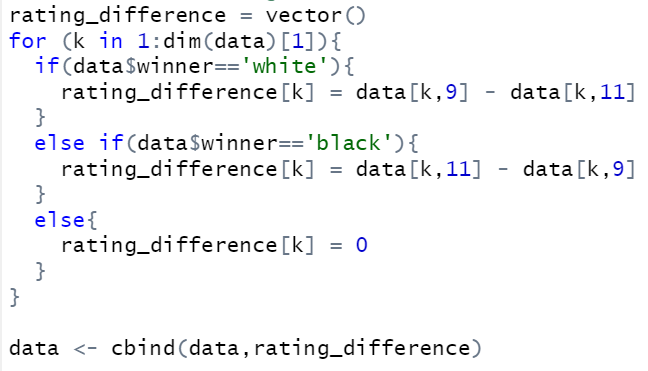 rating_difference = vector()
for (k in 1:dim(data)[1]){
  if(data$winner=='white'){
    rating_difference[k] = data[k,9] - data[k,11]
  }
  else if(data$winner=='black'){
    rating_difference[k] = data[k,11] - data[k,9]
  }
  else{
    rating_difference[k] = 0
  }
}

data <- cbind(data,rating_difference)